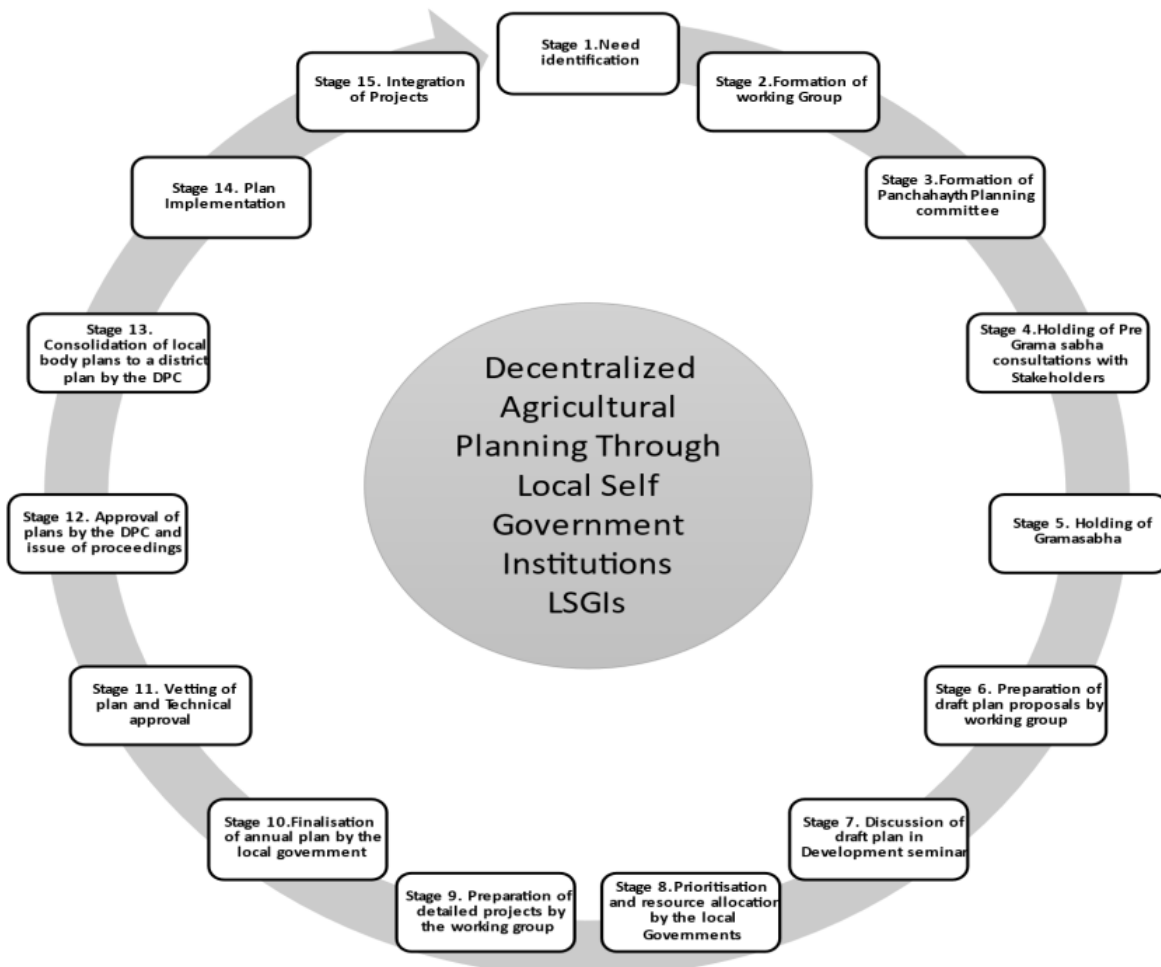 Stage 1.Need
identification
Stage 2.Formation of
working Group
Stage 3.Formation of
Panchahayth Planning
committee
Stage 4.Holding of Pre
Grama sabha
consultations with
Stakeholders
Stage 5. Holding of
Gramasabha
Stage 6. Preparation of
draft plan proposals by
working group
Stage 7. Discussion of
draft plan in
Development seminar
Stage 8.Prioritisation
and resource allocation
by the local
Governments
Stage 9. Preparation of
detailed projects by
the working group
Stage 10.Finalisation
of annual plan by the
local government
Stage 11. Vetting of
plan and Technical
approval
Stage 12. Approval of
plans by the DPC and
issue of proceedings
Stage 13.
Consolidation of local
body plans to a district
plan by the DPC
Stage 14. Plan
Implementation
Stage 15. Integration
of Projects
Decentralized
Agricultural
Planning Through
Local Self
Government
Institutions
LSGIs